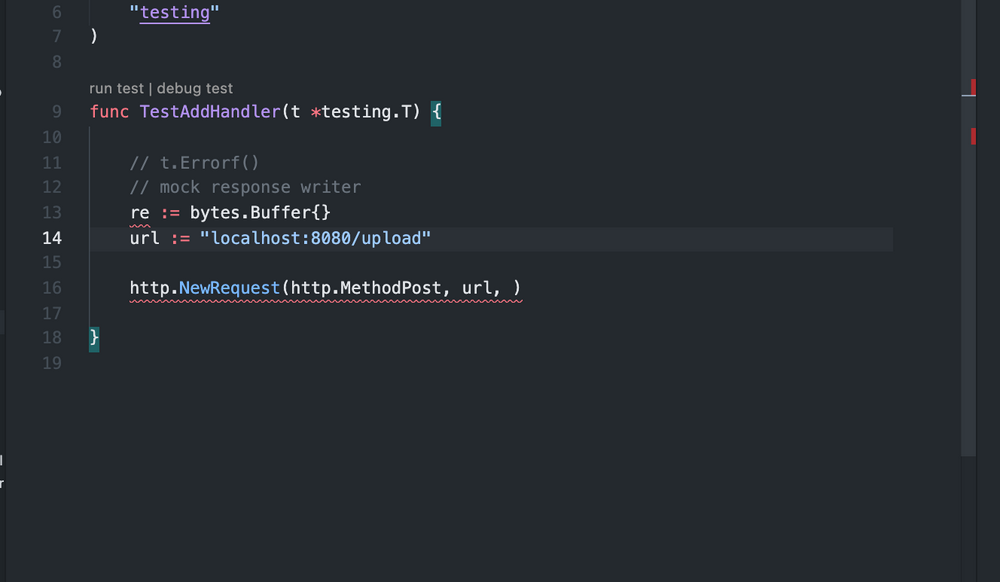 6 "testing"
7 )
8
run test | debug test
9 func TestAddHandler(t *testing.T) {
10
11 // t.Errorf()
12 // mock response writer
13 re := bytes.Buffer{}
14 url := "localhost:8080/upload"
15
16 http.NewRequest(http.MethodPost, url, )
17
18 }
19